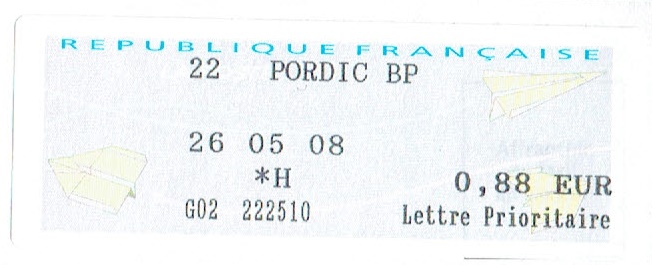 REPUBLIQUE FRANÇAISE
22 PORDIC BP
26 05 08
*H
0,88 EUR
G02 222510
Lettre Prioritaire